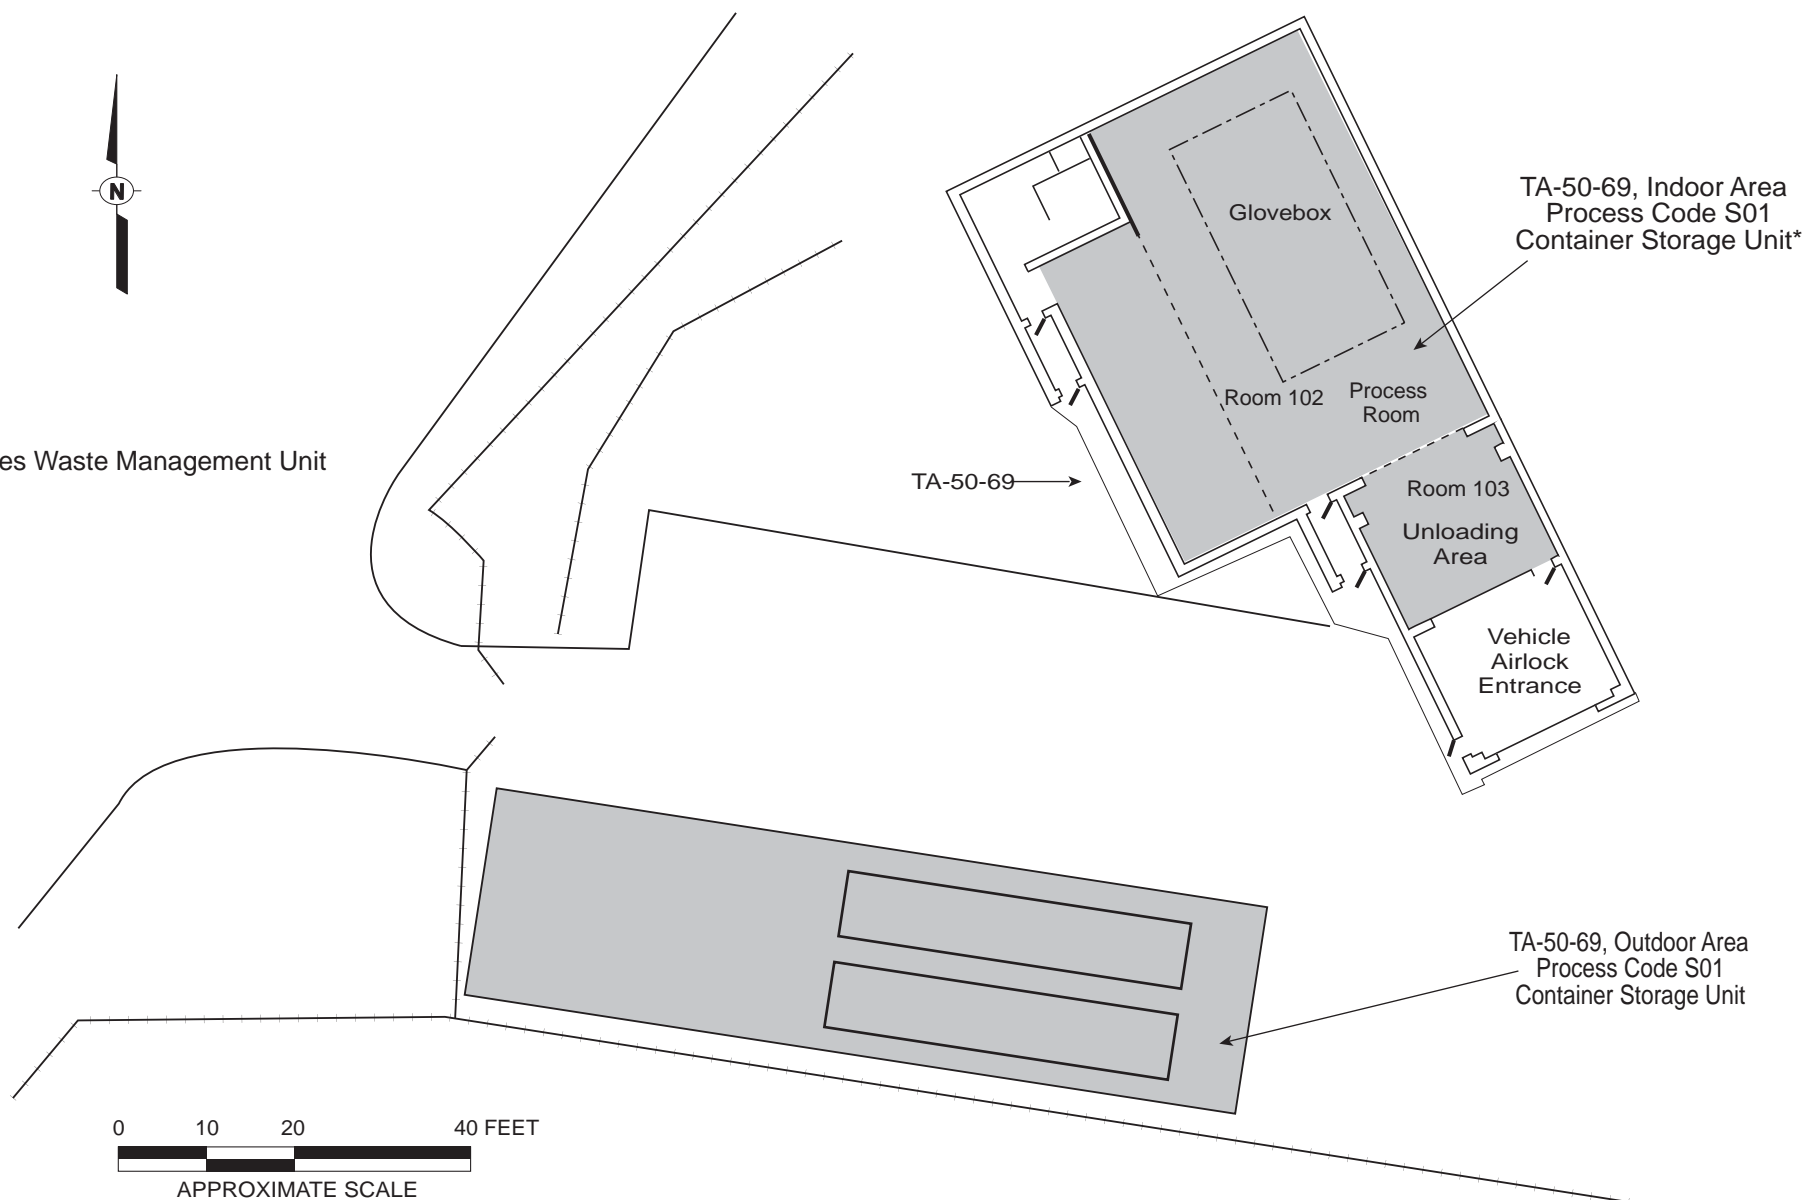 N
TA-50-69, Indoor Area
Process Code S01
Container Storage Unit*
Glovebox
Room 102
Process
Room
es Waste Management Unit
TA-50-69
Room 103
Unloading
Area
Vehicle
Airlock
Entrance
TA-50-69, Outdoor Area
Process Code S01
Container Storage Unit
0 10 20 40 FEET
APPROXIMATE SCALE